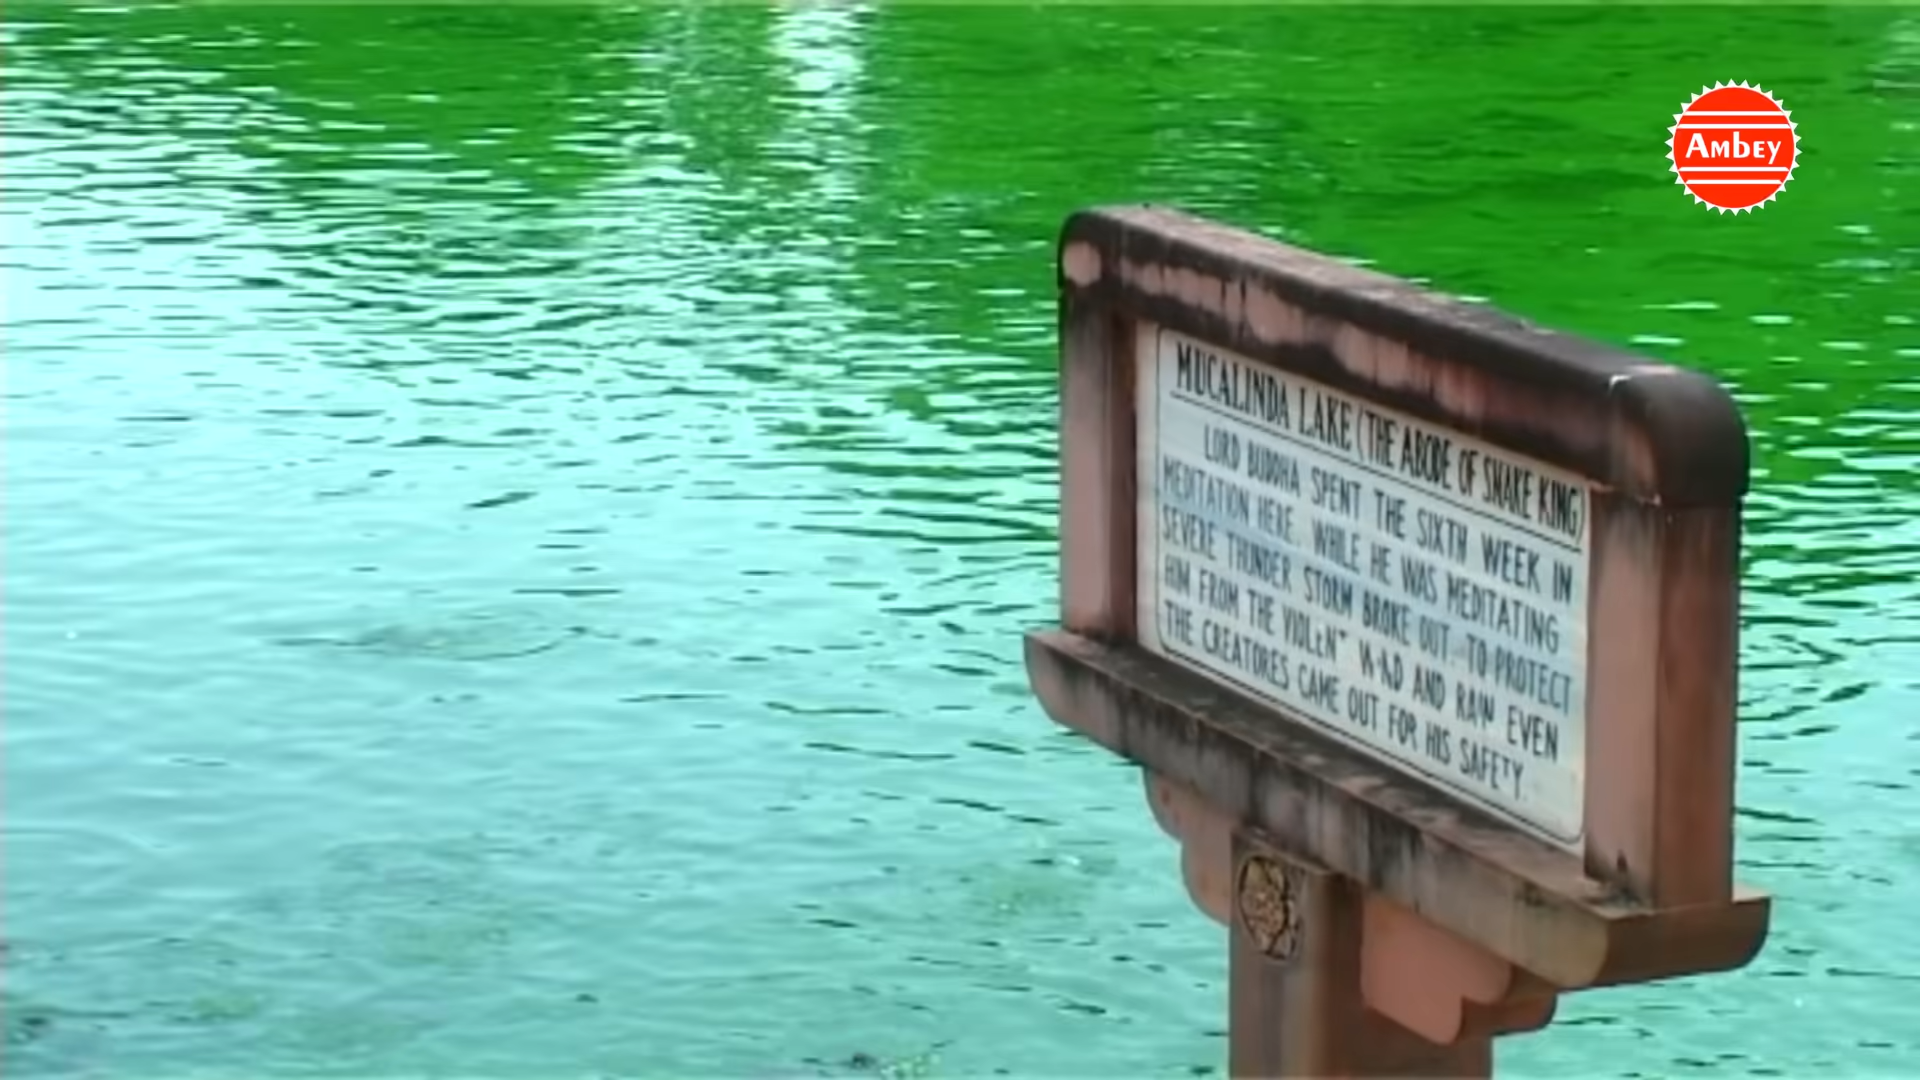 AMBEY
MUCALINDA LAKE (THE ABODE OF SNAKE KING)
LORD BUDDHA SPENT THE SIXTH WEEK IN
MEDITATION HERE. WHILE HE WAS MEDITATING
SEVERE THUNDER STORM BROKE OUT. TO PROTECT
HIM FROM THE VIOLENT WIND AND RAIN EVEN
THE CREATORES CAME OUT FOR HIS SAFETY.